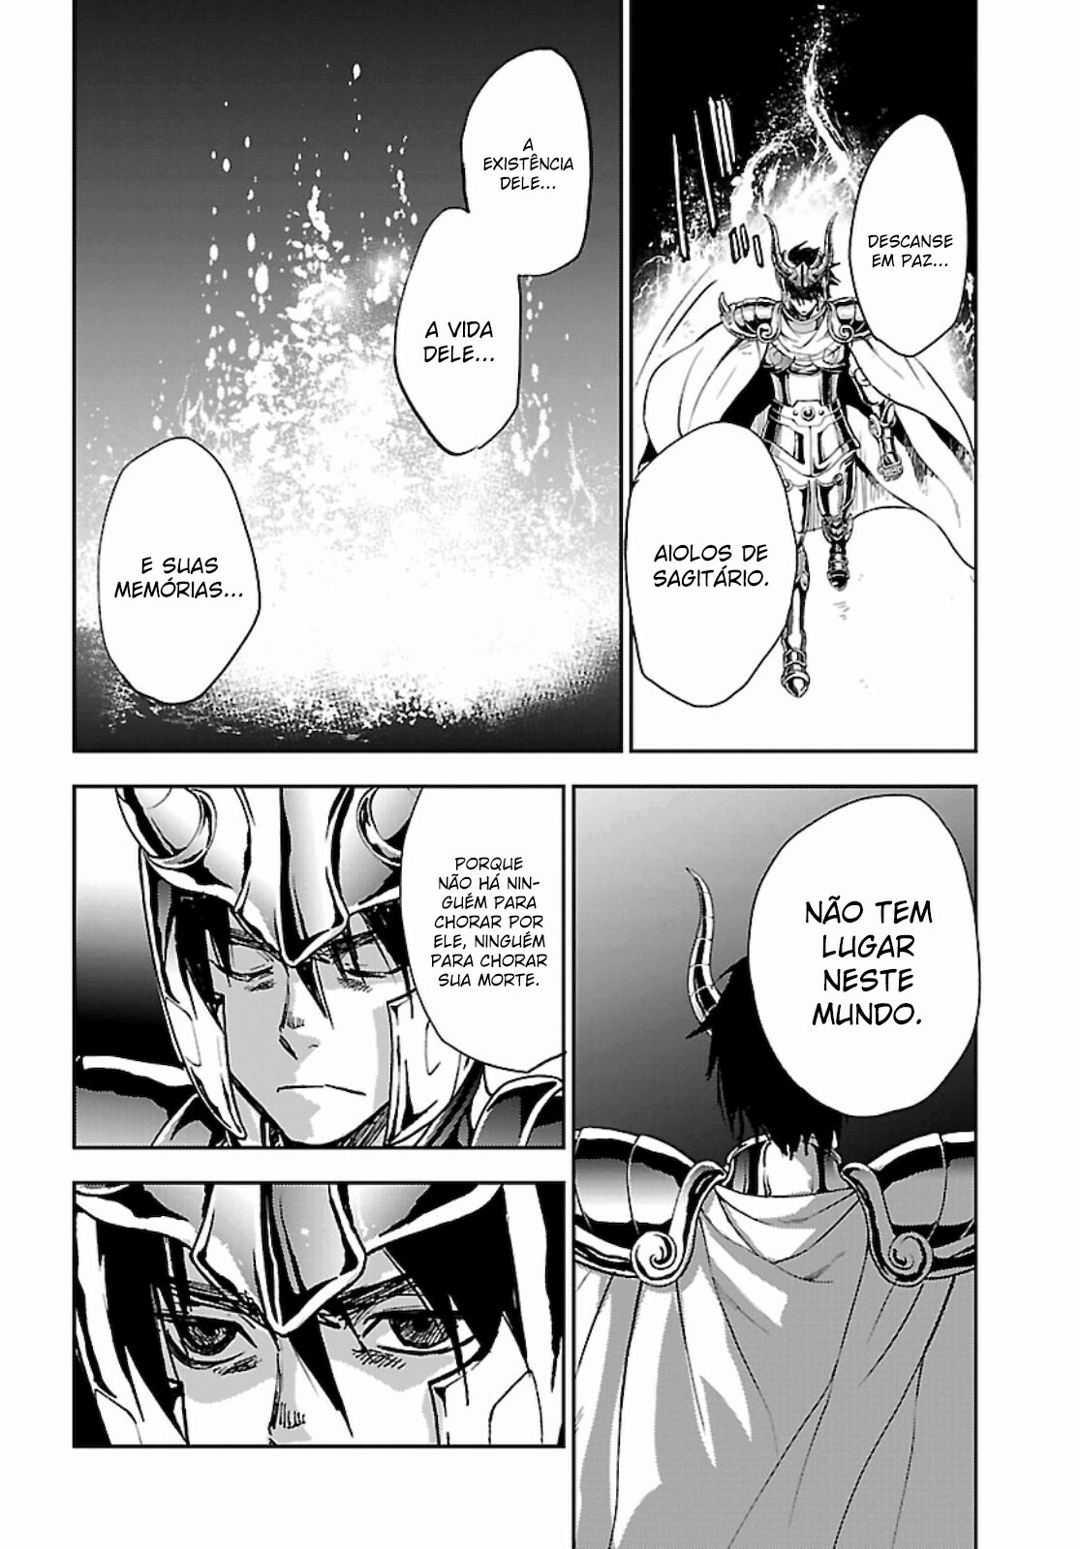 DESCANSE
EM PAZ...
AIOLOS DE
SAGITÁRIO.
A
EXISTÊNCIA
DELE...
A VIDA
DELE...
E SUAS
MEMÓRIAS...
NÃO TEM
LUGAR
NESTE
MUNDO.
PORQUE
NÃO HÁ NIN-
GUÉM PARA
CHORAR POR
ELE, NINGUÉM
PARA CHORAR
SUA MORTE.